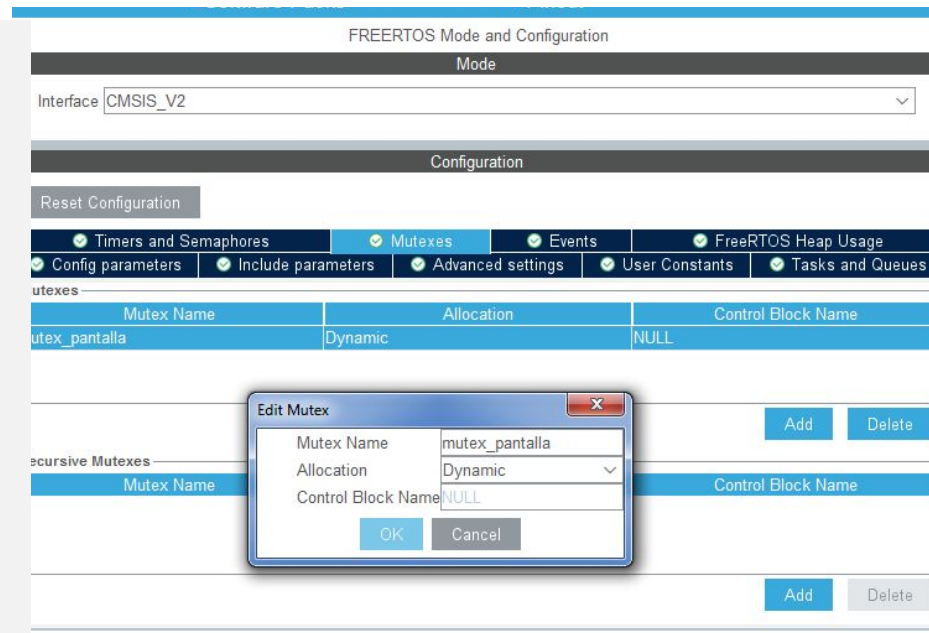 FREERTOS Mode and Configuration
Mode
Interface CMSIS_V2
Configuration
Reset Configuration
Timers and Semaphores Mutexes Events FreeRTOS Heap Usage
Config parameters Include parameters Advanced settings User Constants Tasks and Queues
utexes
Mutex Name Allocation Control Block Name
utex_pantalla Dynamic NULL
Edit Mutex
Mutex Name mutex_pantalla
Allocation Dynamic
Control Block Name NULL
OK Cancel
Add Delete
ecursive Mutexes
Mutex Name Control Block Name
Add Delete